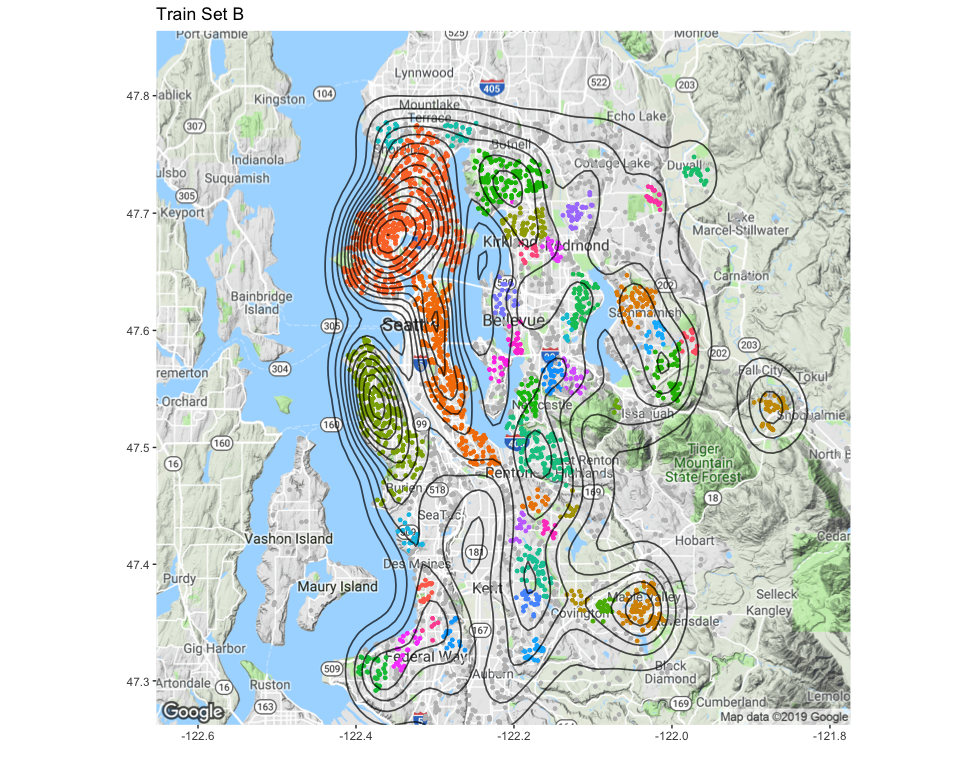 Train Set B
Port Gamble
525
Monroe
Lynnwood
405
522
203
47.8
ablick
Kingston
104
Mountlake
Terrace
Echo Lake
307
Indianola
Bothell
Cottage Lake
Duvall
ulsbo
Suquamish
305
47.7
Keyport
Lake
Marcel-Stillwater
Kirkland
Redmond
Carnation
Bainbridge
Island
520
202
Sammamish
47.6
305
Seattle
Bellevue
203
202
304
Fall City
Tokul
remerton
Orchard
Newcastle
Issaquah
Snoqualmie
160
160
99
47.5
16
Renton
Renton
Highlands
Tiger
Mountain
State Forest
North B
Burien
518
169
18
SeaTac
509
Vashon Island
Hobart
Cedar
181
47.4
Des Moines
Purdy
Maury Island
Kent
Maple Valley
Selleck
Kangley
Covington
Ravensdale
167
Gig Harbor
Federal Way
509
Auburn
Black
Diamond
47.3
Artondale
16
Ruston
163
169
Cumberland
Lemolo
5
Google
Map data ©2019 Google
-122.6
-122.4
-122.2
-122.0
-121.8